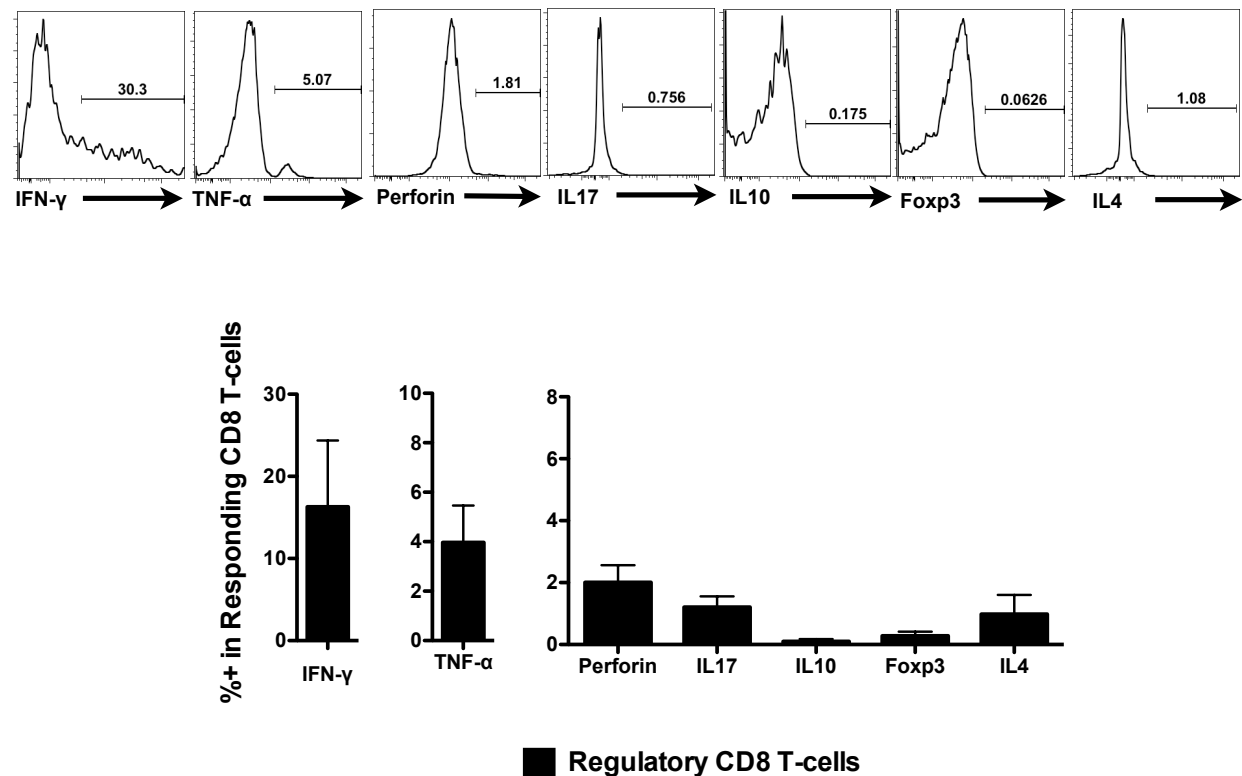 30.3 5.07 1.81 0.756 0.175 0.0626 1.08
IFN-γ TNF-α Perforin IL17 IL10 Foxp3 IL4
%+ in Responding CD8 T-cells
30
20
10
0
IFN-γ
10
8
6
4
2
0
TNF-α
8
6
4
2
0
Perforin IL17 IL10 Foxp3 IL4
Regulatory CD8 T-cells